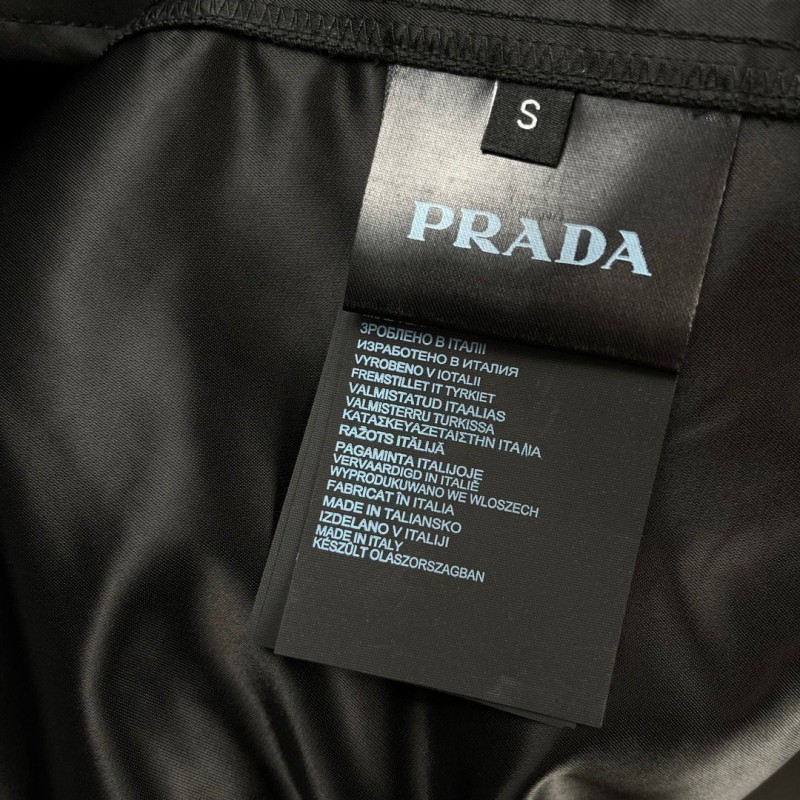 S
PRADA
ЗРОБЛЕНО В ІТАЛІЇ
ИЗРАБОТЕНО В ИТАЛИЯ
VYROBENO V IOTALII
FREMSTILLET IT TYRKIET
VALMISTATUD ITAALIAS
VALMISTERRU TURKISSA
ΚΑΤΑΣΚΕΥΑΖΕΤΑΙΣΤΗΝ ΙΤΑΛΙΑ
RAŽOTS ITĀLIJĀ
PAGAMINTA ITALIJOJE
VERVAARDIGD IN ITALIË
WYPRODUKUWANO WE WLOSZECH
FABRICAT ÎN ITALIA
MADE IN TALIANSKO
IZDELANO V ITALIJI
MADE IN ITALY
KÉSZÜLT OLASZORSZAGBAN